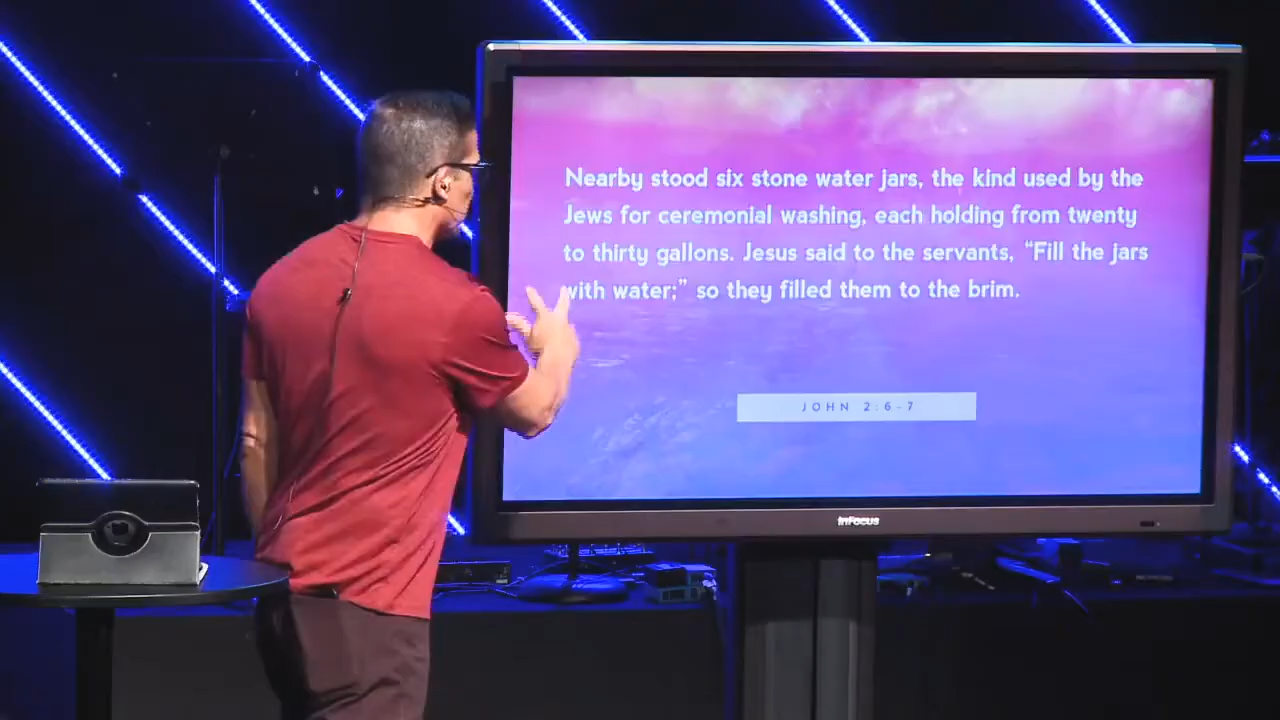 Nearby stood six stone water jars, the kind used by the
Jews for ceremonial washing, each holding from twenty
to thirty gallons. Jesus said to the servants, “Fill the jars
with water;” so they filled them to the brim.
JOHN 2:6-7
InFocus